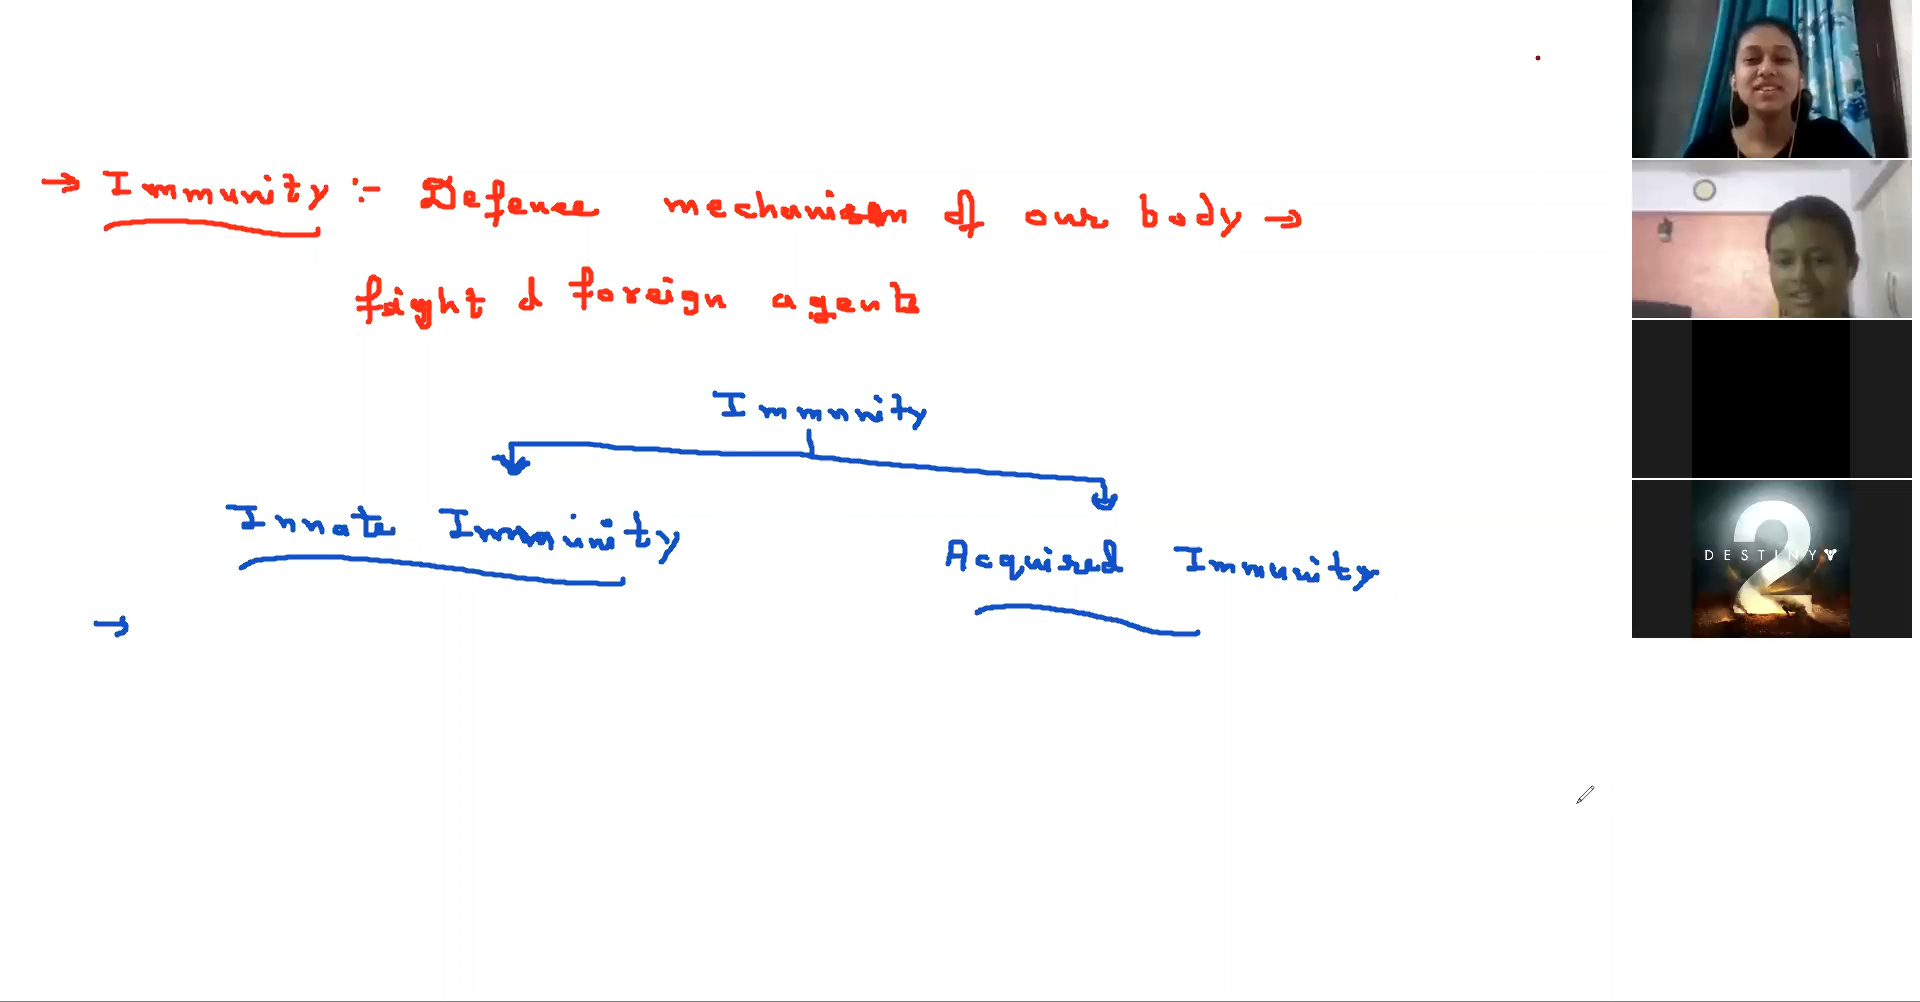 → Immunity :- Defense mechanism of our body →
fight d foreign agents
Immunity
Innate Immunity
Acquired Immunity
→
DESTINY
2